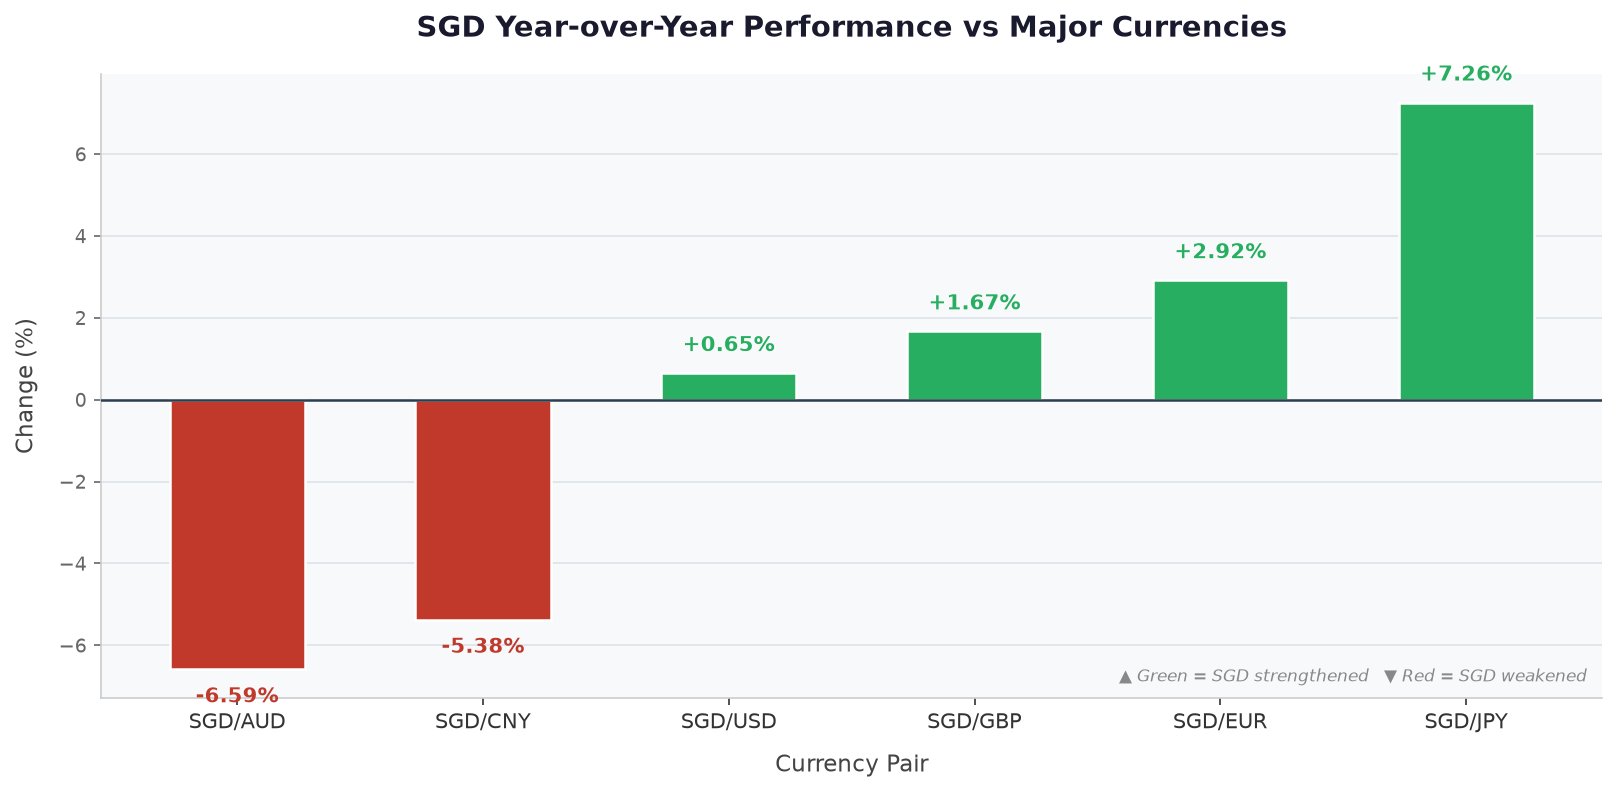 SGD Year-over-Year Performance vs Major Currencies
+7.26%
6
4
+2.92%
2
+1.67%
+0.65%
0
Change (%)
−2
−4
−6
-5.38%
-6.59%
▲ Green = SGD strengthened ▼ Red = SGD weakened
SGD/AUD SGD/CNY SGD/USD SGD/GBP SGD/EUR SGD/JPY
Currency Pair